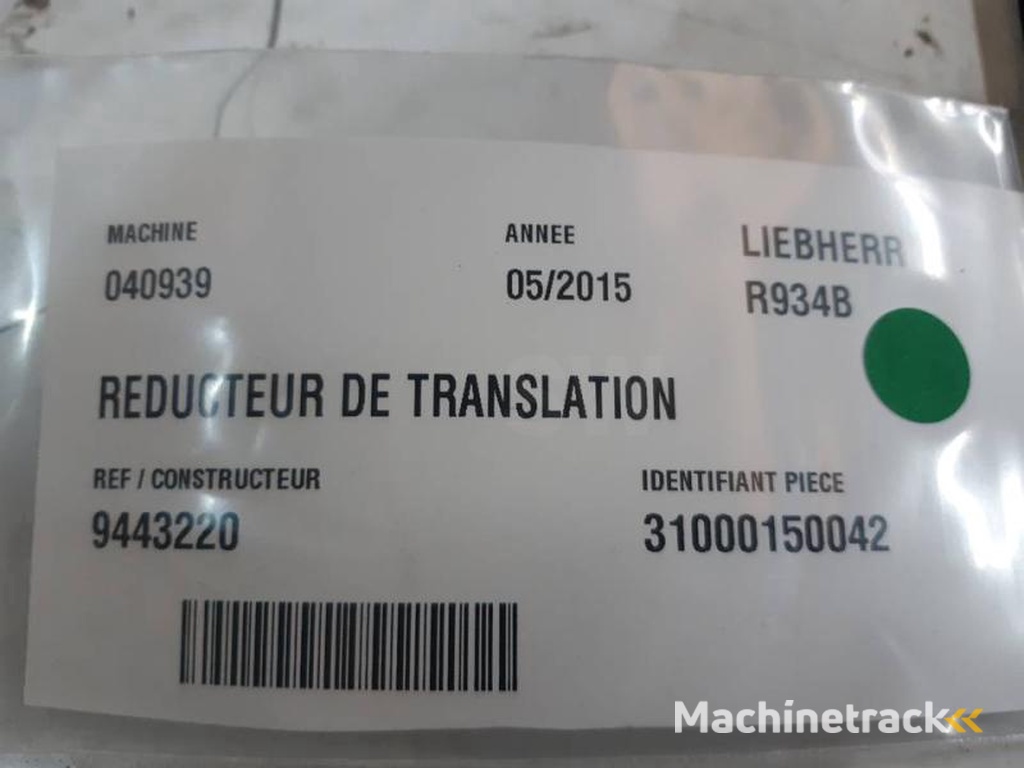 MACHINE ANNEE LIEBHERR
040939 05/2015 R934B
REDUCTEUR DE TRANSLATION
REF / CONSTRUCTEUR IDENTIFIANT PIECE
9443220 31000150042
Machinetrack